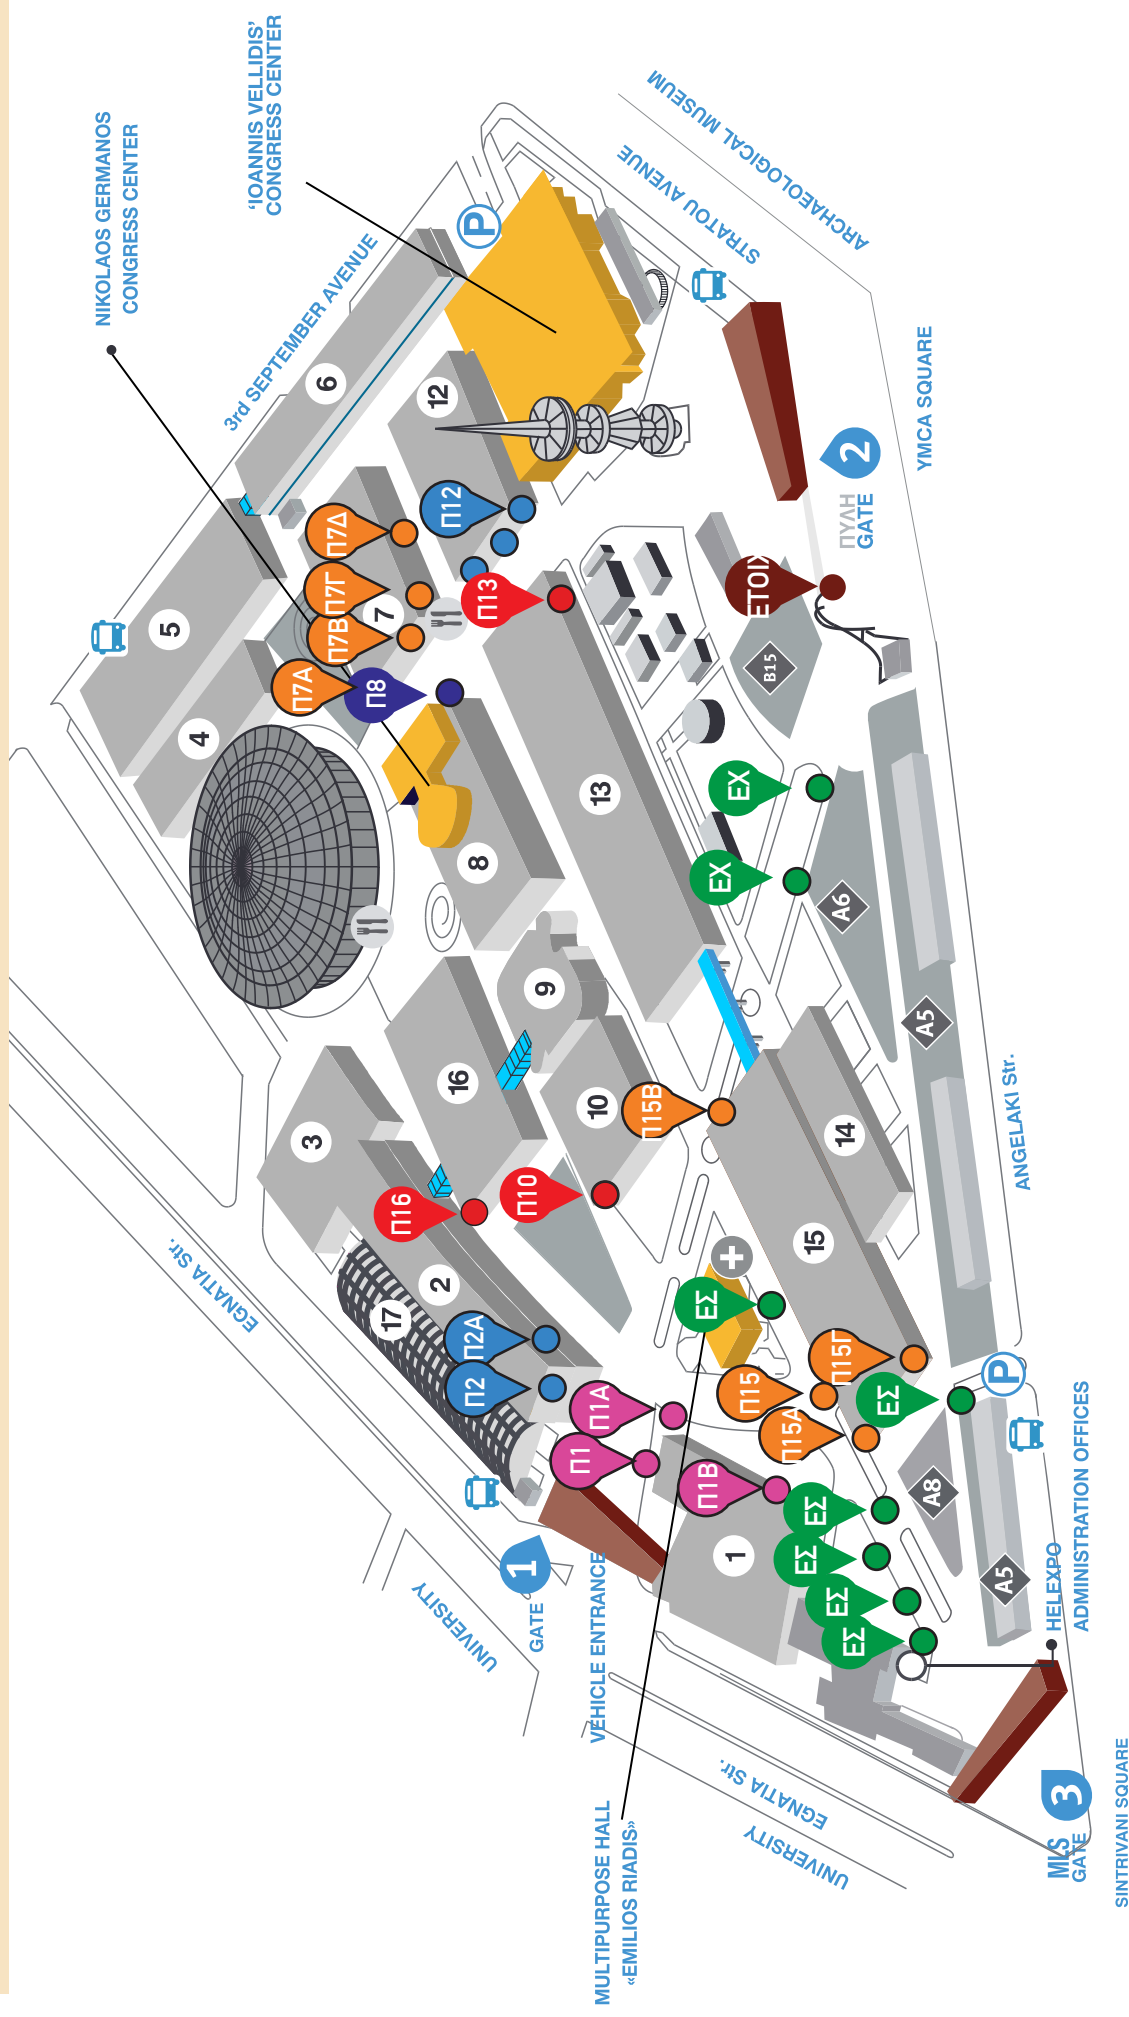 NIKOLAOS GERMANOS
CONGRESS CENTER
'IOANNIS VELLIDIS'
CONGRESS CENTER
3rd SEPTEMBER AVENUE
STRATOU AVENUE
ARCHAEOLOGICAL MUSEUM
P
6
12
5
4
7
Π7Δ
Π7Γ
Π7Β
Π7Α
Π8
Π12
Π13
ΠΥΛΗ
GATE
2
YMCA SQUARE
ΕΤΟΙΧ
B15
13
8
ΕΧ
ΕΧ
A6
A5
9
16
10
3
Π15Β
14
15
Π16
Π10
2
17
Π2Α
Π2
ΕΣ
Π15Γ
Π15
Π15Α
ΕΣ
P
ANGELAKI Str.
EGNATIA Str.
Π1Α
Π1
Π1Β
1
ΕΣ
ΕΣ
ΕΣ
ΕΣ
A8
A5
1
GATE
UNIVERSITY
VEHICLE ENTRANCE
HELEXPO
ADMINISTRATION OFFICES
MULTIPURPOSE HALL
«EMILIOS RIADIS»
EGNATIA Str.
UNIVERSITY
3
MLS
GATE
SINTRIVANI SQUARE